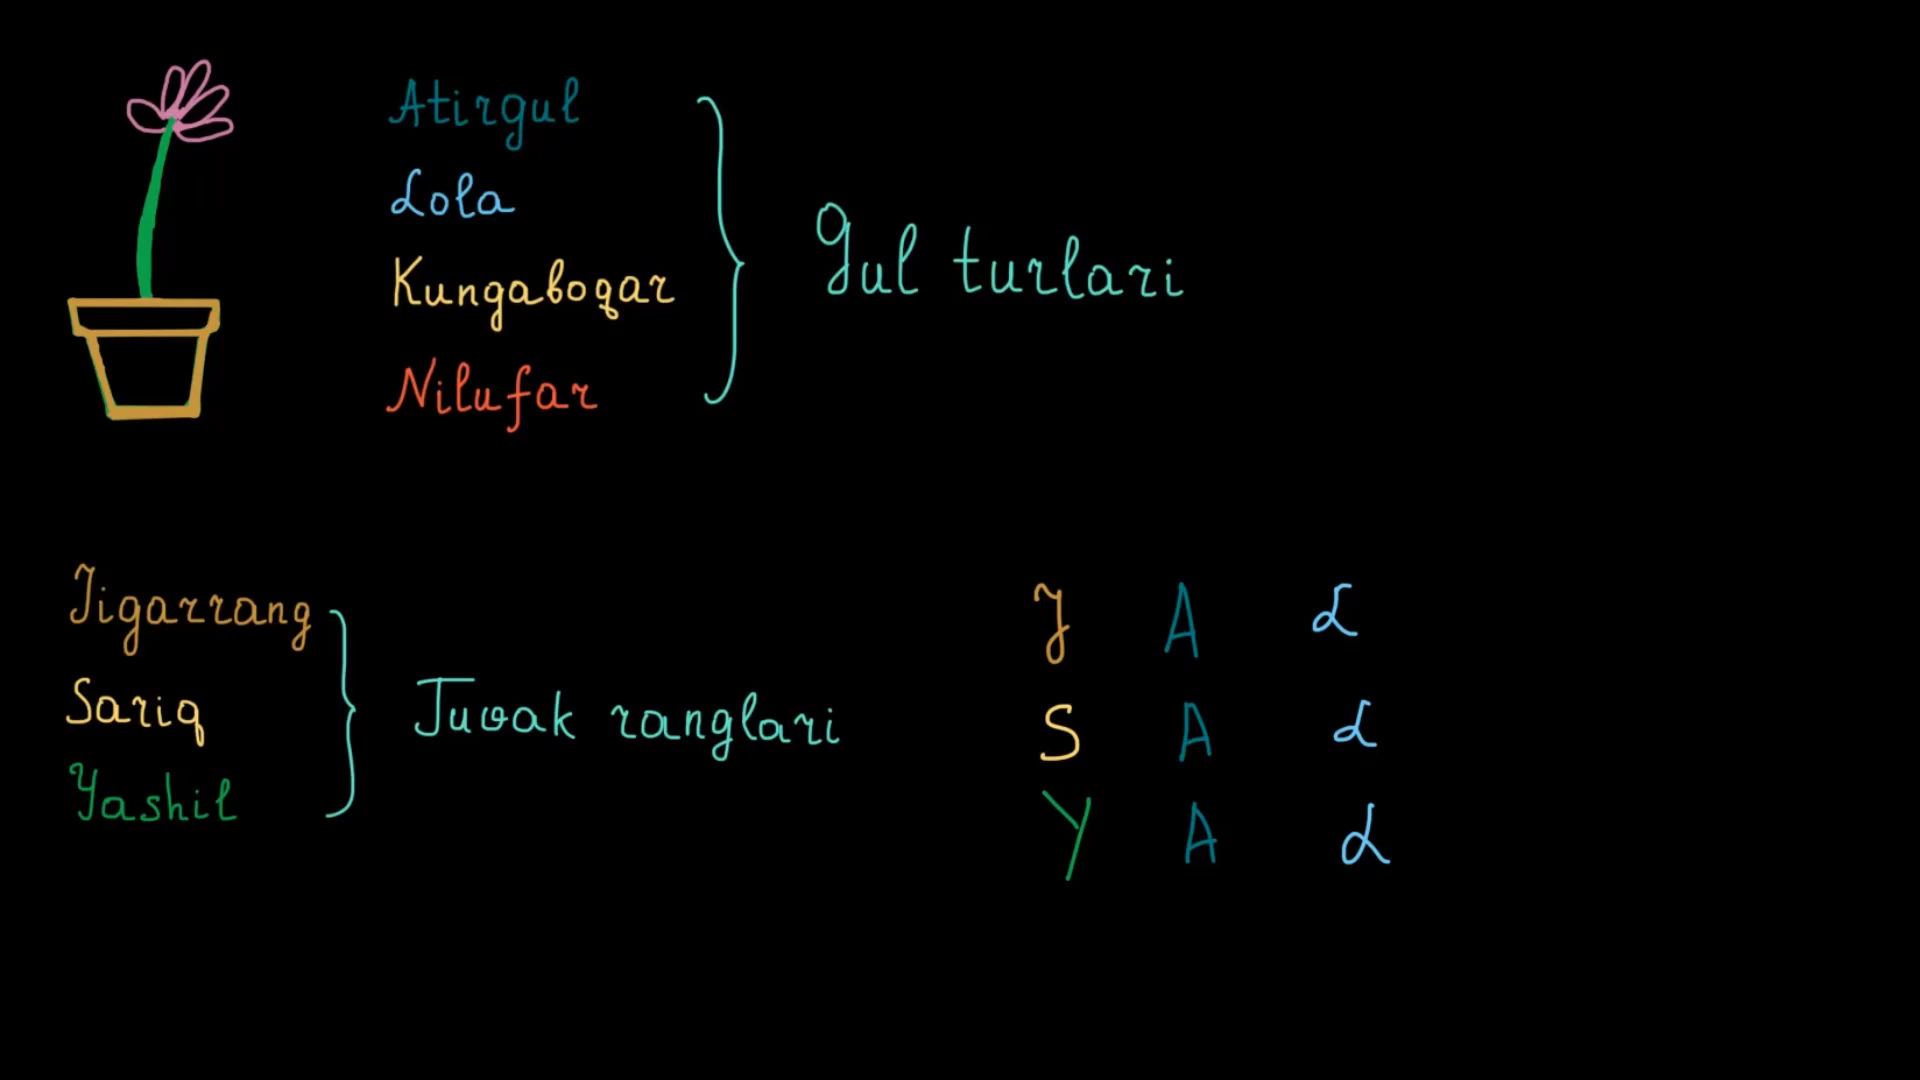 Atirgul
Lola
Kungaboqar
Nilufar
Gul turlari
Jigarrang
Sariq
Yashil
Tuvak ranglari
J A L
S A L
Y A L